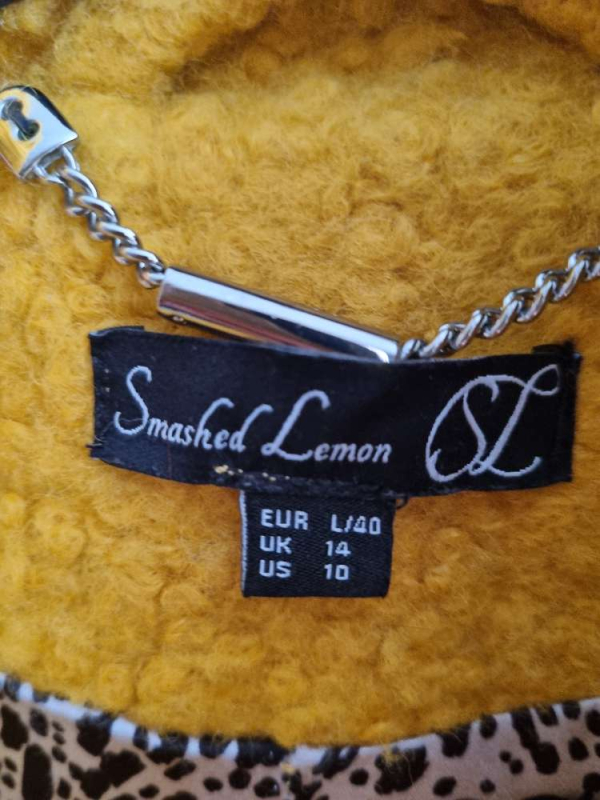 Smashed Lemon SL
EUR L/40
UK 14
US 10